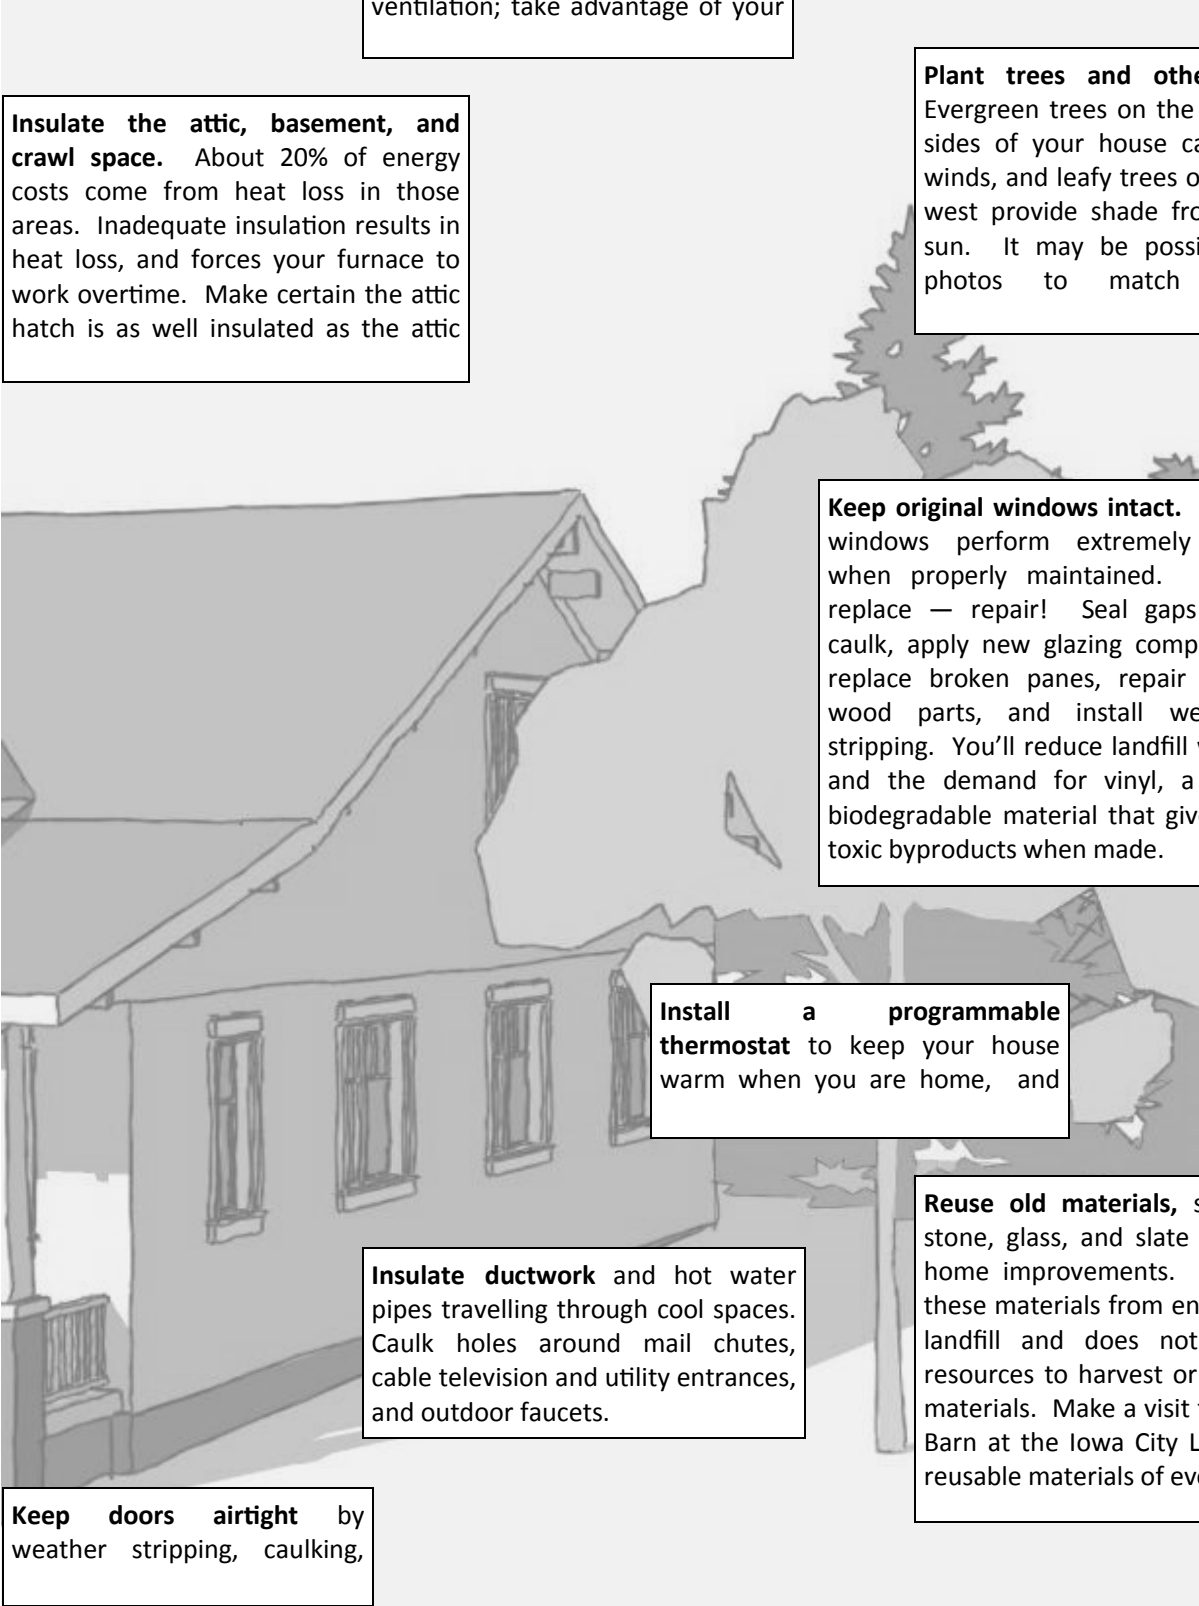 ventilation; take advantage of your
Insulate the attic, basement, and
crawl space. About 20% of energy
costs come from heat loss in those
areas. Inadequate insulation results in
heat loss, and forces your furnace to
work overtime. Make certain the attic
hatch is as well insulated as the attic
Plant trees and
Evergreen trees on the
sides of your house
winds, and leafy trees
west provide shade
sun. It may be
photos to match
Keep original windows intact.
windows perform extremely
when properly maintained.
replace — repair! Seal gaps
caulk, apply new glazing
replace broken panes, repair
wood parts, and install
stripping. You'll reduce landfill
and the demand for vinyl, a
biodegradable material that
toxic byproducts when made.
Install a programmable
thermostat to keep your house
warm when you are home, and
Reuse old materials,
stone, glass, and slate
home improvements.
these materials from
landfill and does not
resources to harvest or
materials. Make a visit
Barn at the Iowa City
reusable materials of
Insulate ductwork and hot water
pipes travelling through cool spaces.
Caulk holes around mail chutes,
cable television and utility entrances,
and outdoor faucets.
Keep doors airtight by
weather stripping, caulking,